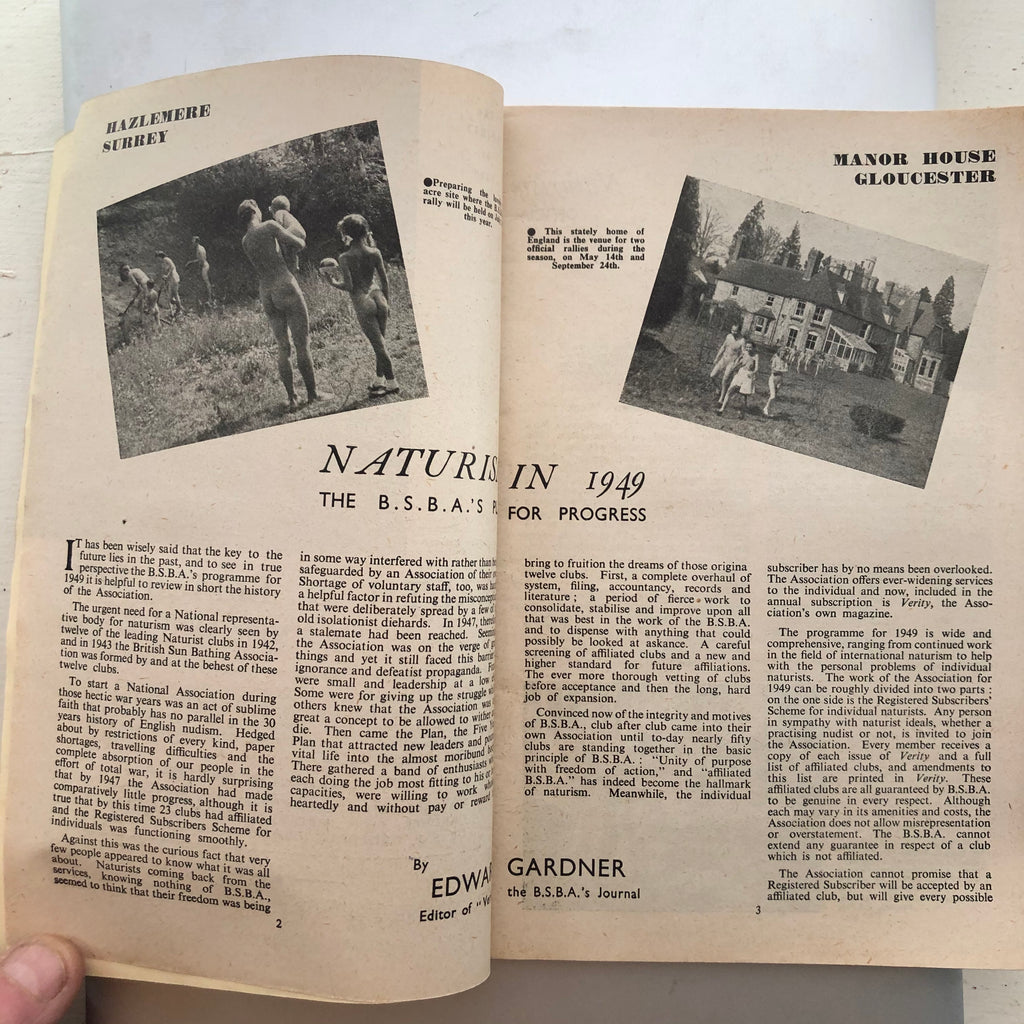 HAZLEMERE
SURREY
●Preparing the
acre site where the B.
rally will be held on
this year.
MANOR HOUSE
GLOUCESTER
● This stately home of
England is the venue for two
official rallies during the
season, on May 14th and
September 24th.
NATURIS IN 1949
THE B.S.B.A.'S P FOR PROGRESS
IT has been wisely said that the key to the
future lies in the past, and to see in true
perspective the B.S.B.A.'s programme for
1949 it is helpful to review in short the history
of the Association.
The urgent need for a National representa-
tive body for naturism was clearly seen by
twelve of the leading Naturist clubs in 1942,
and in 1943 the British Sun Bathing Associa-
tion was formed by and at the behest of these
twelve clubs.
To start a National Association during
those hectic war years was an act of sublime
faith that probably has no parallel in the 30
years history of English nudism. Hedged
about by restrictions of every kind, paper
shortages, travelling difficulties and the
complete absorption of our people in the
effort of total war, it is hardly surprising
that by 1947 the Association had made
comparatively little progress, although it is
true that by this time 23 clubs had affiliated
and the Registered Subscribers Scheme for
individuals was functioning smoothly.
Against this was the curious fact that very
few people appeared to know what it was all
about. Naturists coming back from the
services, knowing nothing of B.S.B.A.,
seemed to think that their freedom was being
in some way interfered with rather than
safeguarded by an Association of their
Shortage of voluntary staff, too, was
a helpful factor in refuting the misconcep
that were deliberately spread by a few of
old isolationist diehards. In 1947, there
a stalemate had been reached. Seem
the Association was on the verge of
things and yet it still faced this barrier
ignorance and defeatist propaganda.
were small and leadership at a low
Some were for giving up the struggle
others knew that the Association was
great a concept to be allowed to wither
die. Then came the Plan, the Five
Plan that attracted new leaders and
vital life into the almost moribund
There gathered a band of enthusiasts
each doing the job most fitting to his or
capacities, were willing to work
heartedly and without pay or reward
By
EDWA GARDNER
Editor of "Ve the B.S.B.A.'s Journal
2
bring to fruition the dreams of those origina
twelve clubs. First, a complete overhaul of
system, filing, accountancy, records and
literature; a period of fierce work to
consolidate, stabilise and improve upon all
that was best in the work of the B.S.B.A.
and to dispense with anything that could
possibly be looked at askance. A careful
screening of affiliated clubs and a new and
higher standard for future affiliations.
The ever more thorough vetting of clubs
before acceptance and then the long, hard
job of expansion.
Convinced now of the integrity and motives
of B.S.B.A., club after club came into their
own Association until to-day nearly fifty
clubs are standing together in the basic
principle of B.S.B.A.: "Unity of purpose
with freedom of action," and "affiliated
B.S.B.A." has indeed become the hallmark
of naturism. Meanwhile, the individual
subscriber has by no means been overlooked.
The Association offers ever-widening services
to the individual and now, included in the
annual subscription is Verity, the Asso-
ciation's own magazine.
The programme for 1949 is wide and
comprehensive, ranging from continued work
in the field of international naturism to help
with the personal problems of individual
naturists. The work of the Association for
1949 can be roughly divided into two parts:
on the one side is the Registered Subscribers'
Scheme for individual naturists. Any person
in sympathy with naturist ideals, whether a
practising nudist or not, is invited to join
the Association. Every member receives a
copy of each issue of Verity and a full
list of affiliated clubs, and amendments to
this list are printed in Verity. These
affiliated clubs are all guaranteed by B.S.B.A.
to be genuine in every respect. Although
each may vary in its amenities and costs, the
Association does not allow misrepresentation
or overstatement. The B.S.B.A. cannot
extend any guarantee in respect of a club
which is not affiliated.
The Association cannot promise that a
Registered Subscriber will be accepted by an
affiliated club, but will give every possible
3